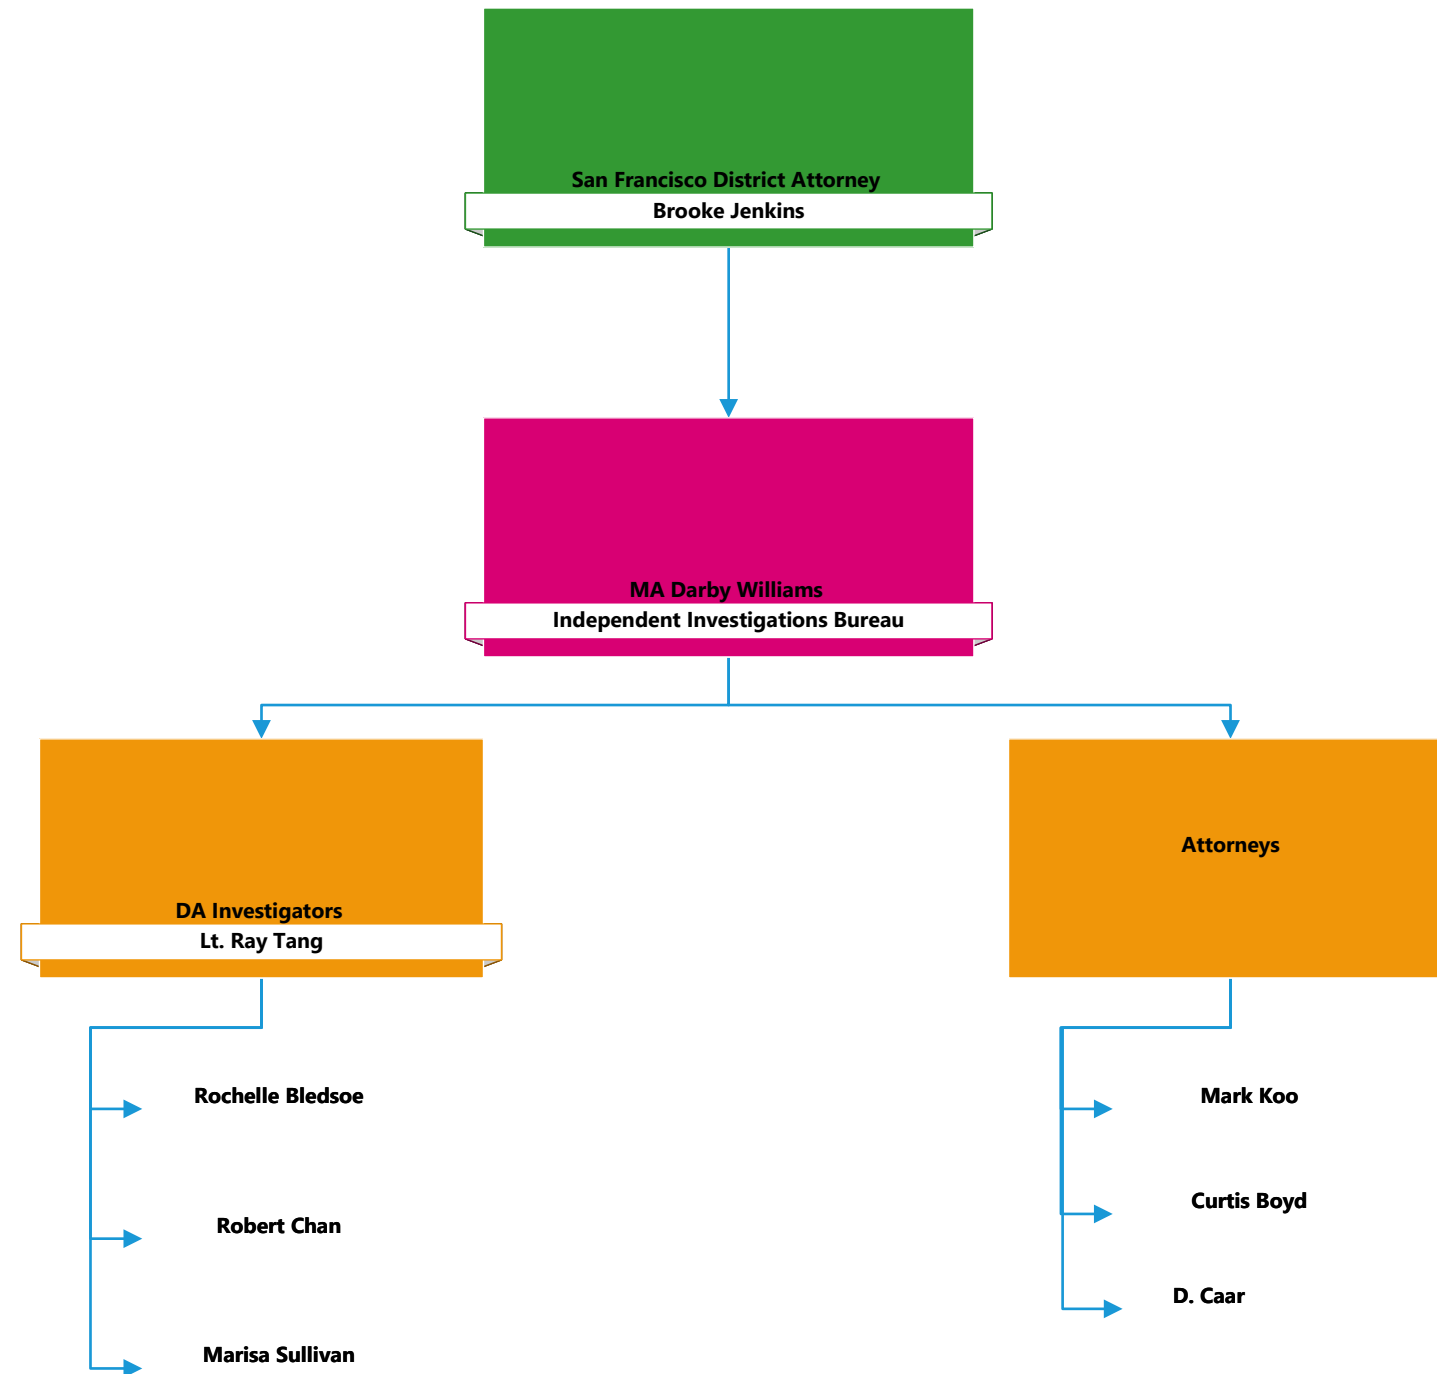 San Francisco District Attorney
Brooke Jenkins
MA Darby Williams
Independent Investigations Bureau
DA Investigators
Lt. Ray Tang
Rochelle Bledsoe
Robert Chan
Marisa Sullivan
Attorneys
Mark Koo
Curtis Boyd
D. Caar